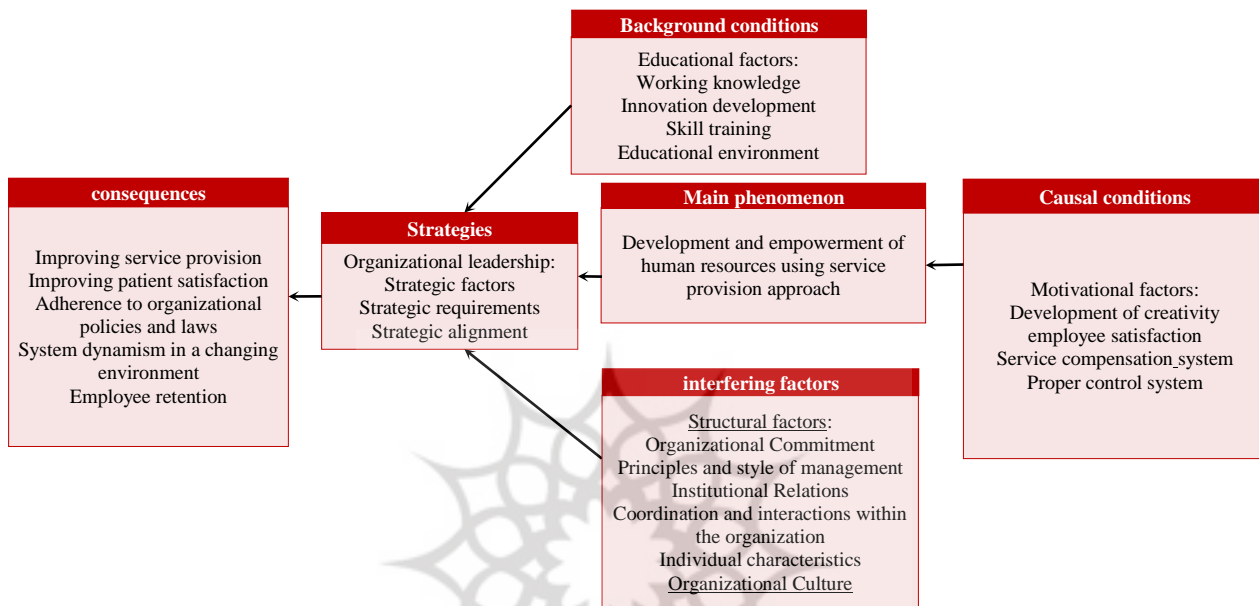 Background conditions
Educational factors:
Working knowledge
Innovation development
Skill training
Educational environment
consequences
Improving service provision
Improving patient satisfaction
Adherence to organizational
policies and laws
System dynamism in a changing
environment
Employee retention
Strategies
Organizational leadership:
Strategic factors
Strategic requirements
Strategic alignment
Main phenomenon
Development and empowerment of
human resources using service
provision approach
Causal conditions
Motivational factors:
Development of creativity
employee satisfaction
Service compensation system
Proper control system
interfering factors
Structural factors:
Organizational Commitment
Principles and style of management
Institutional Relations
Coordination and interactions within
the organization
Individual characteristics
Organizational Culture